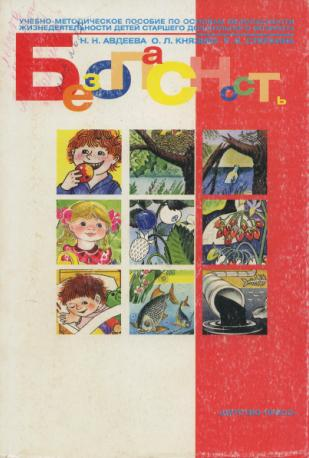 УЧЕБНО-МЕТОДИЧЕСКОЕ ПОСОБИЕ ПО ОСНОВАМ БЕЗОПАСНОСТИ
ЖИЗНЕДЕЯТЕЛЬНОСТИ ДЕТЕЙ СТАРШЕГО ДОШКОЛЬНОГО ВОЗРАСТА
Н. Н. АВДЕЕВА О. Л. КНЯЗЕВА Р. Б. СТЕРКИНА
Безопасность
«ДЕТСТВО-ПРЕСС»